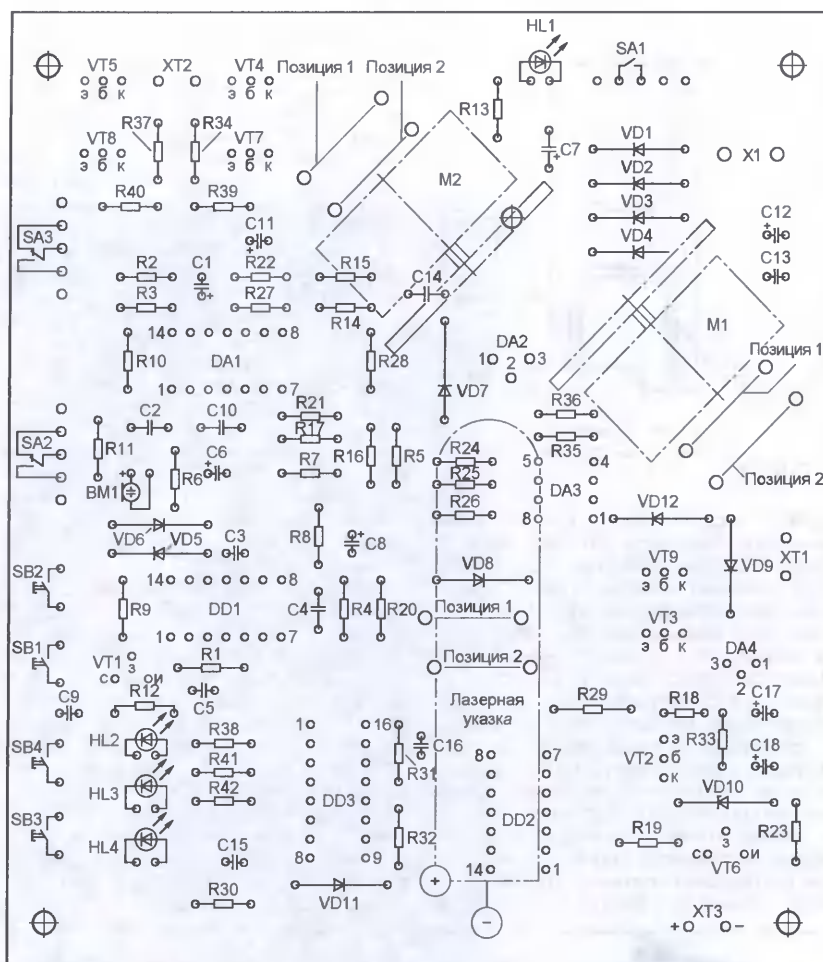 HL1
VT5 XT2 VT4 Позиция 1 Позиция 2 SA1
э б к э б к
R13
R37 R34
VT8 VT7 C7 VD1
э б к э б к + VD2 X1
M2
R40 R39 VD3
C11 VD4 + C12
SA3 +
R2 C1 R22 R15 C14 C13
R3 + R27 R14
14 8 DA2 M1
R10 DA1 R28 1 2 3 Позиция 1
1 7 VD7
C2 C10 R21 R36
SA2 R11 R17 R16 R5 R24 R35
+ R6 + C6 R7 R25 5 4 Позиция 2
BM1 R26 DA3
8 1 VD12
VD6 VD5 C3 R8 + C8
VT9 XT1
SB2 14 8 VD8 э б к VD9
R9 DD1 C4 R4 R20 Позиция 1 VT3
1 7 э б к
SB1 VT1 з R1 Позиция 2 DA4
с и 3 2 1
R12 C5 Лазерная
C9 указка R29 R18 + C17
HL2 R38 1 16 C16 э R33
SB4 R41 R31 8 7 VT2 б + C18
HL3 R42 DD3 к
DD2 VD10
SB3 HL4 R32 R19 з R23
C15 8 9 с и
14 1 VT6
R30 VD11 +
− XT3
+ −